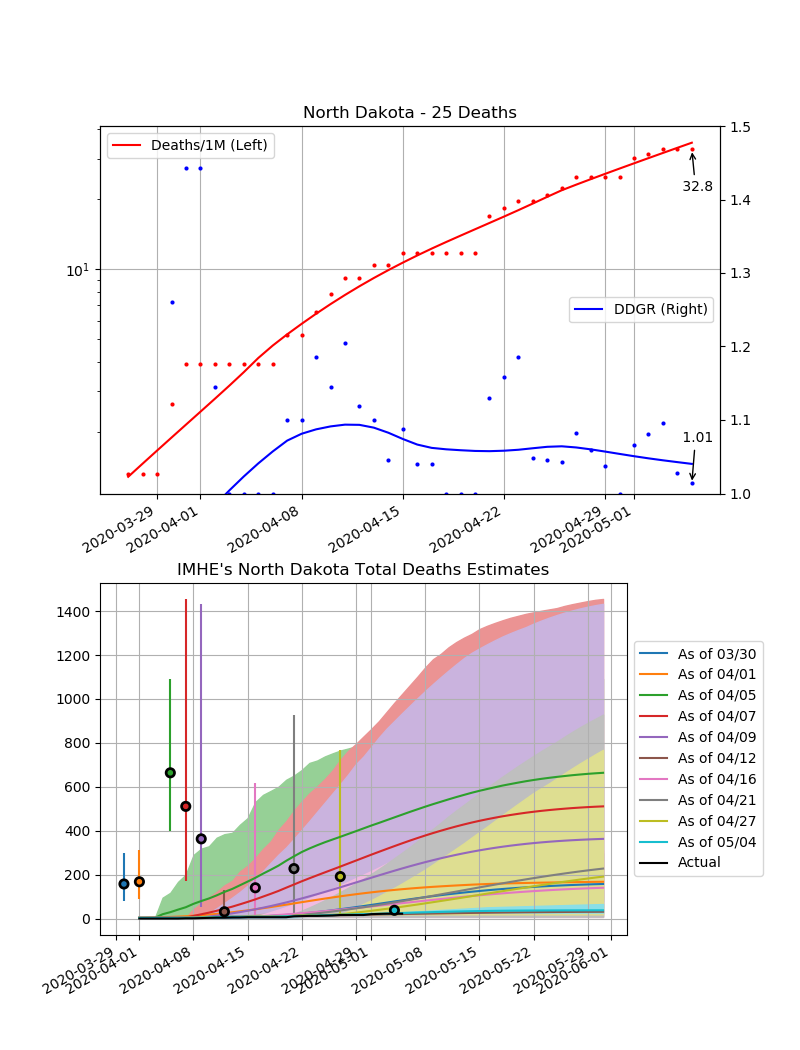 North Dakota - 25 Deaths
Deaths/1M (Left)
1.5
1.4
1.3
1.2
1.1
1.0
10^1
32.8
DDGR (Right)
1.01
2020-03-29
2020-04-01
2020-04-08
2020-04-15
2020-04-22
2020-04-29
2020-05-01
IMHE's North Dakota Total Deaths Estimates
1400
1200
1000
800
600
400
200
0
As of 03/30
As of 04/01
As of 04/05
As of 04/07
As of 04/09
As of 04/12
As of 04/16
As of 04/21
As of 04/27
As of 05/04
Actual
2020-03-29
2020-04-01
2020-04-08
2020-04-15
2020-04-22
2020-04-29
2020-05-01
2020-05-08
2020-05-15
2020-05-22
2020-05-29
2020-06-01